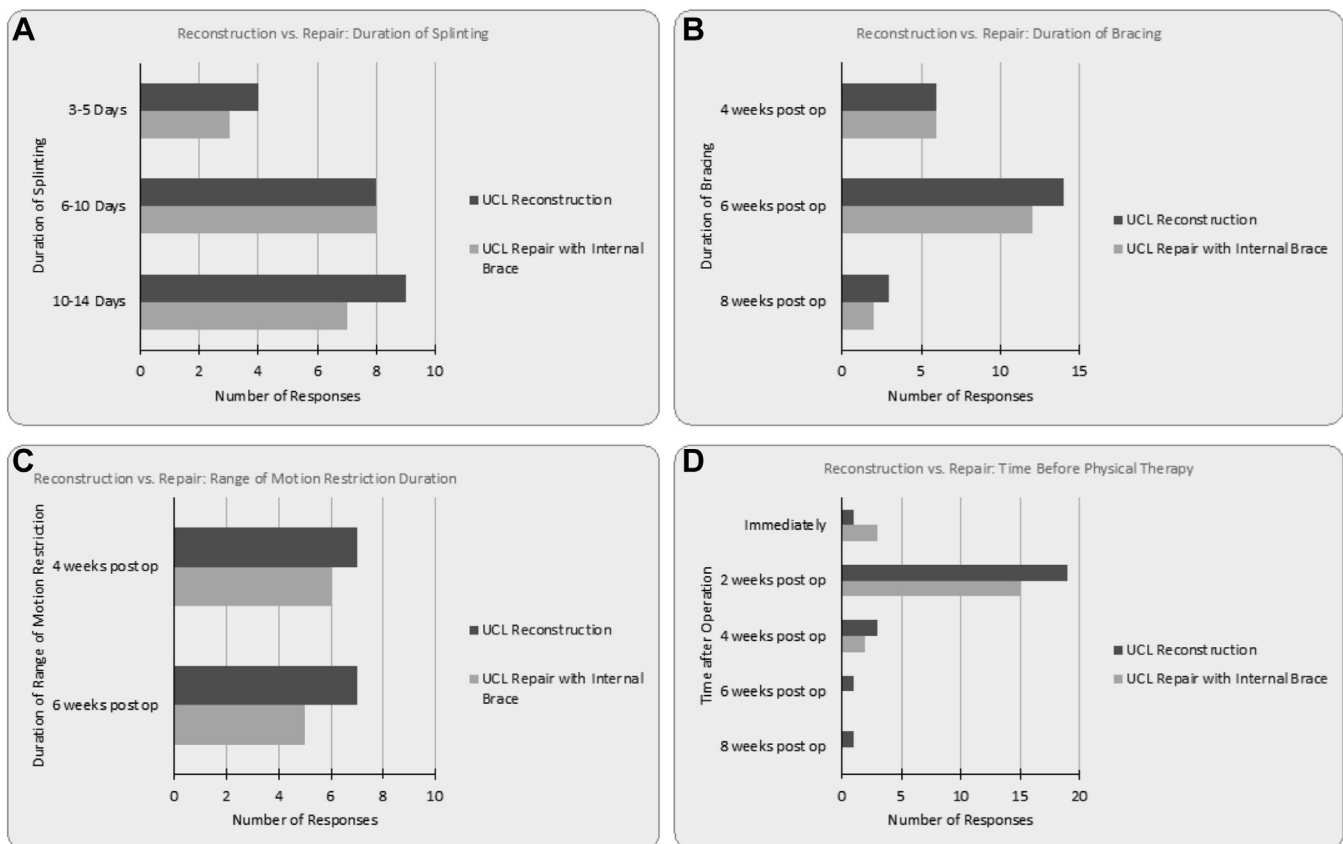 A
Reconstruction vs. Repair: Duration of Splinting
Duration of Splinting
3-5 Days
6-10 Days
10-14 Days
0 2 4 6 8 10
Number of Responses
UCL Reconstruction
UCL Repair with Internal
Brace
B
Reconstruction vs. Repair: Duration of Bracing
Duration of Bracing
4 weeks post op
6 weeks post op
8 weeks post op
0 5 10 15
Number of Responses
UCL Reconstruction
UCL Repair with Internal Brace
C
Reconstruction vs. Repair: Range of Motion Restriction Duration
Duration of Range of Motion Restriction
4 weeks post op
6 weeks post op
0 2 4 6 8 10
Number of Responses
UCL Reconstruction
UCL Repair with Internal
Brace
D
Reconstruction vs. Repair: Time Before Physical Therapy
Time after Operation
Immediately
2 weeks post op
4 weeks post op
6 weeks post op
8 weeks post op
0 5 10 15 20
Number of Responses
UCL Reconstruction
UCL Repair with Internal Brace